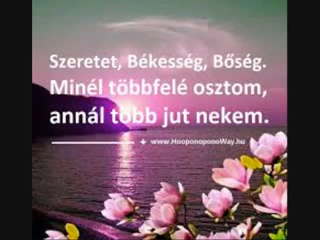 Szeretet, Békesség, Bőség.
Minél többfelé osztom,
annál több jut nekem.
www.HooponoponoWay.hu